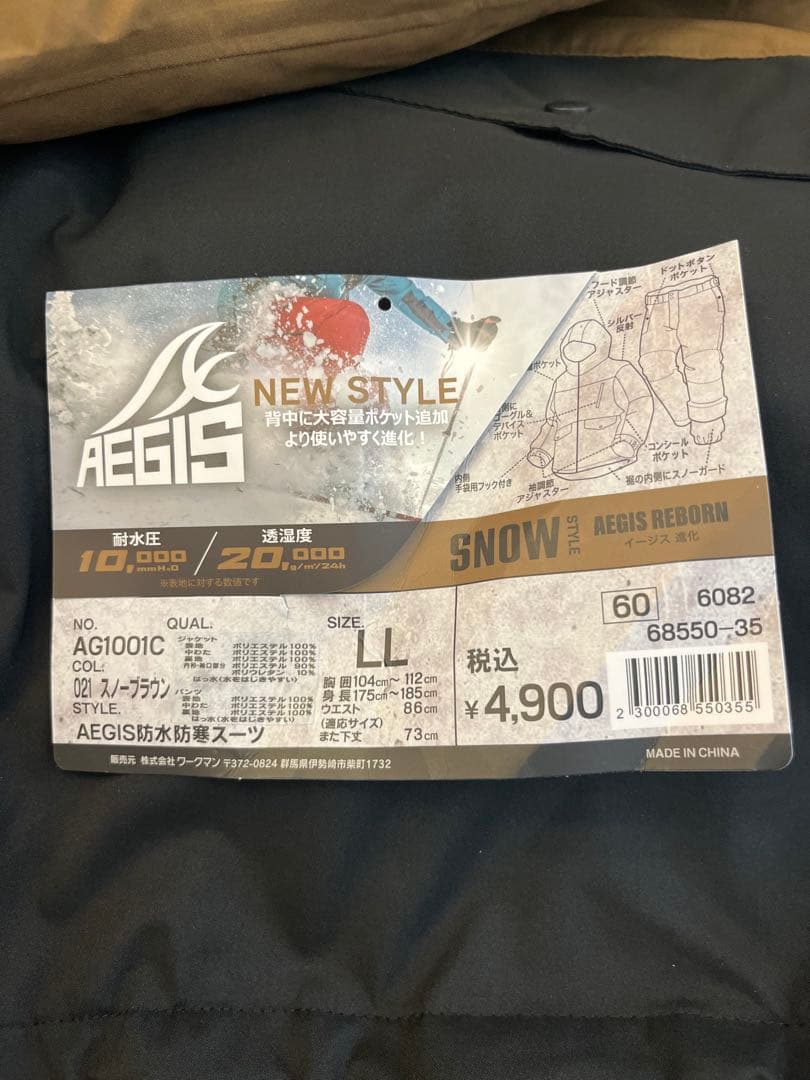 AEGIS
NEW STYLE
背中に大容量ポケット追加
より使いやすく進化！
フード調節
アジャスター
ドットボタン
ポケット
シルバー
反射
ポケット
ゴーグル&
デバイス
ポケット
内側
手袋用フック付き
袖調節
アジャスター
コンシール
ポケット
裾の内側にスノーガード
耐水圧
10,000
mmH₂O
透湿度
20,000
g/m²/24h
※表地に対する数値です
SNOW STYLE
AEGIS REBORN
イージス 進化
NO.
AG1001C
COL.
021 スノーブラウン
STYLE.
AEGIS防水防寒スーツ
QUAL.
ジャケット
表地 ポリエステル100%
中わた ポリエステル100%
裏地 ポリエステル100%
ポリエステル 90%
ポリウレタン 10%
はっ水(水をはじきやすい)
パンツ
表地 ポリエステル100%
中わた ポリエステル100%
裏地 ポリエステル100%
はっ水(水をはじきやすい)
SIZE.
LL
胸囲104cm～112cm
身長175cm～185cm
ウエスト 86cm
(適応サイズ)
また下丈 73cm
税込
¥4,900
60 6082
68550-35
2 300068 550355
販売元 株式会社ワークマン 〒372-0824 群馬県伊勢崎市柴町1732
MADE IN CHINA